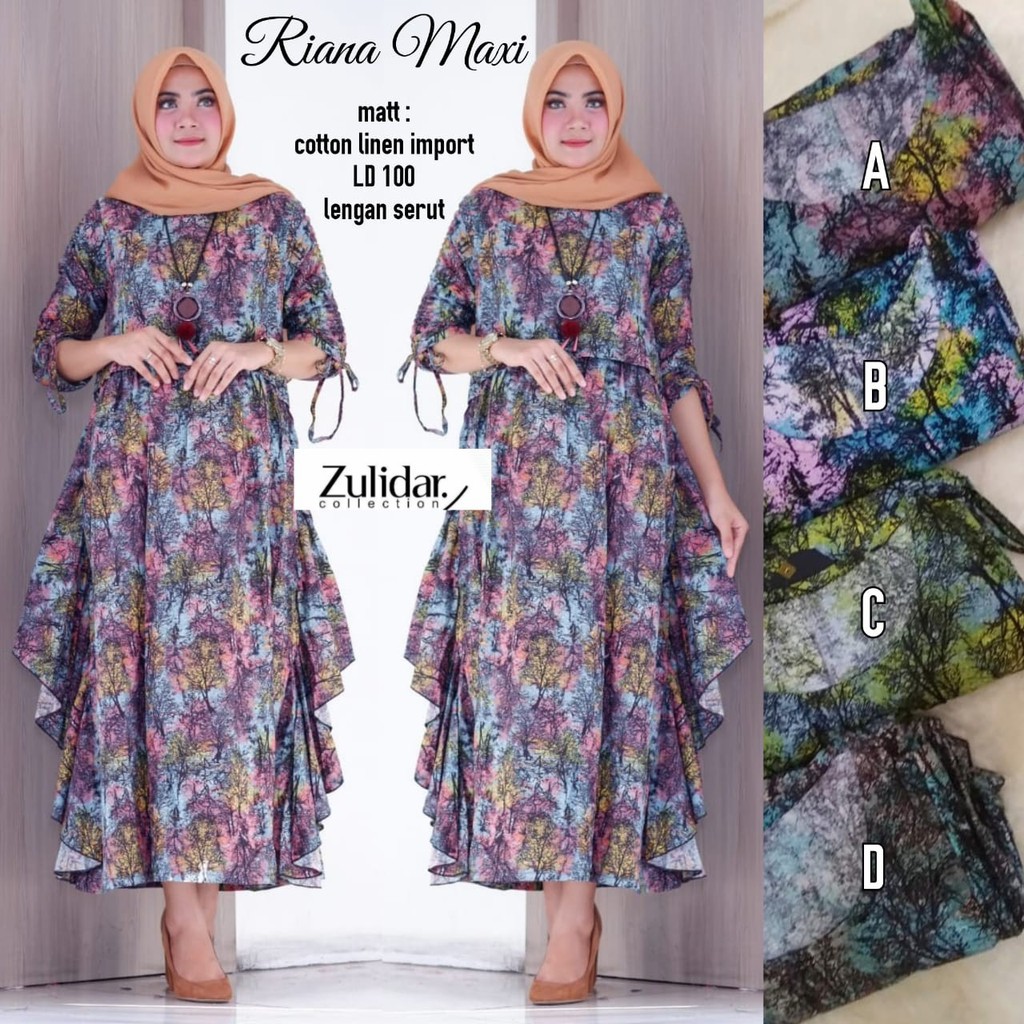 Riana Maxi
matt :
cotton linen import
LD 100
lengan serut
Zulidar.
collection
A
B
C
D